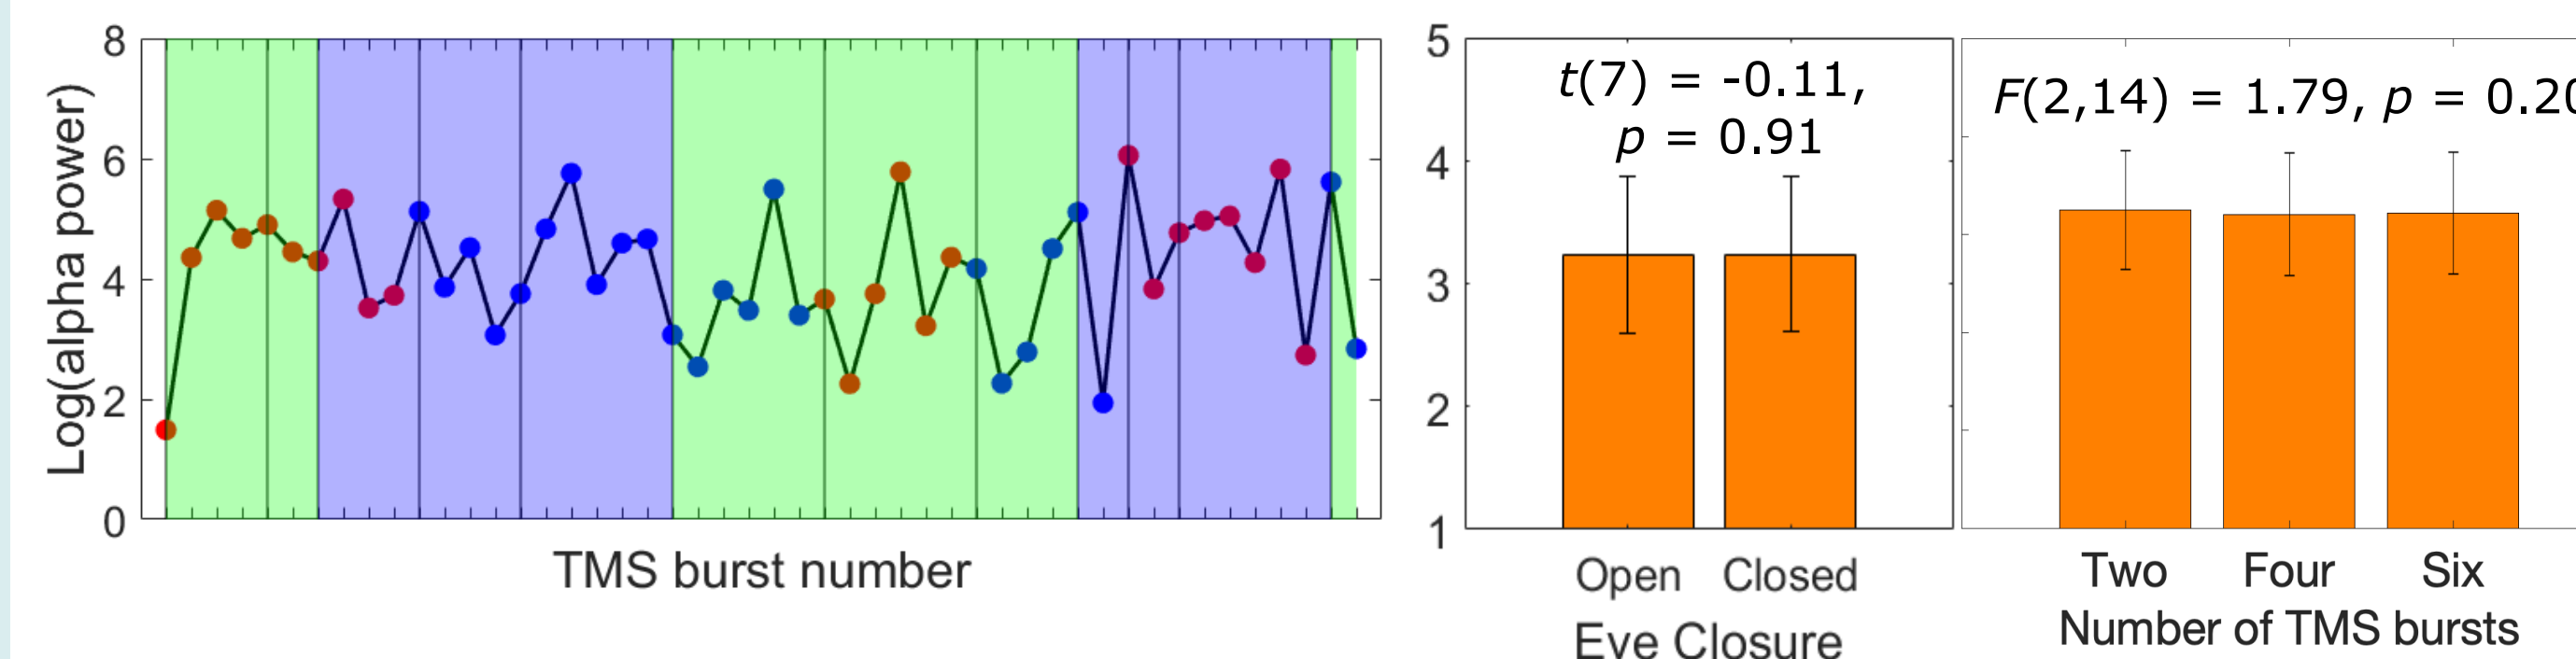 Log(alpha power)
8
6
4
2
0
TMS burst number
5
4
3
2
1
t(7) = -0.11,
p = 0.91
Open Closed
Eye Closure
F(2,14) = 1.79, p = 0.20
Two Four Six
Number of TMS bursts